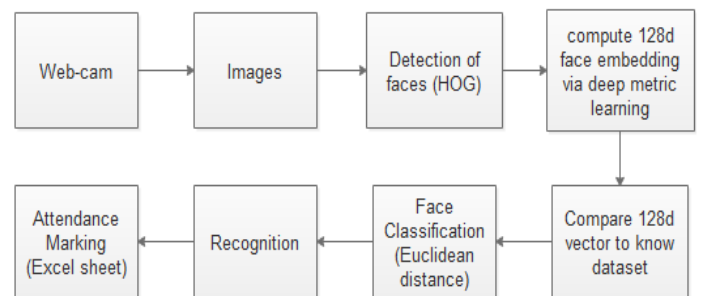 Web-cam
Images
Detection of
faces (HOG)
compute 128d
face embedding
via deep metric
learning
Compare 128d
vector to know
dataset
Face
Classification
(Euclidean
distance)
Recognition
Attendance
Marking
(Excel sheet)